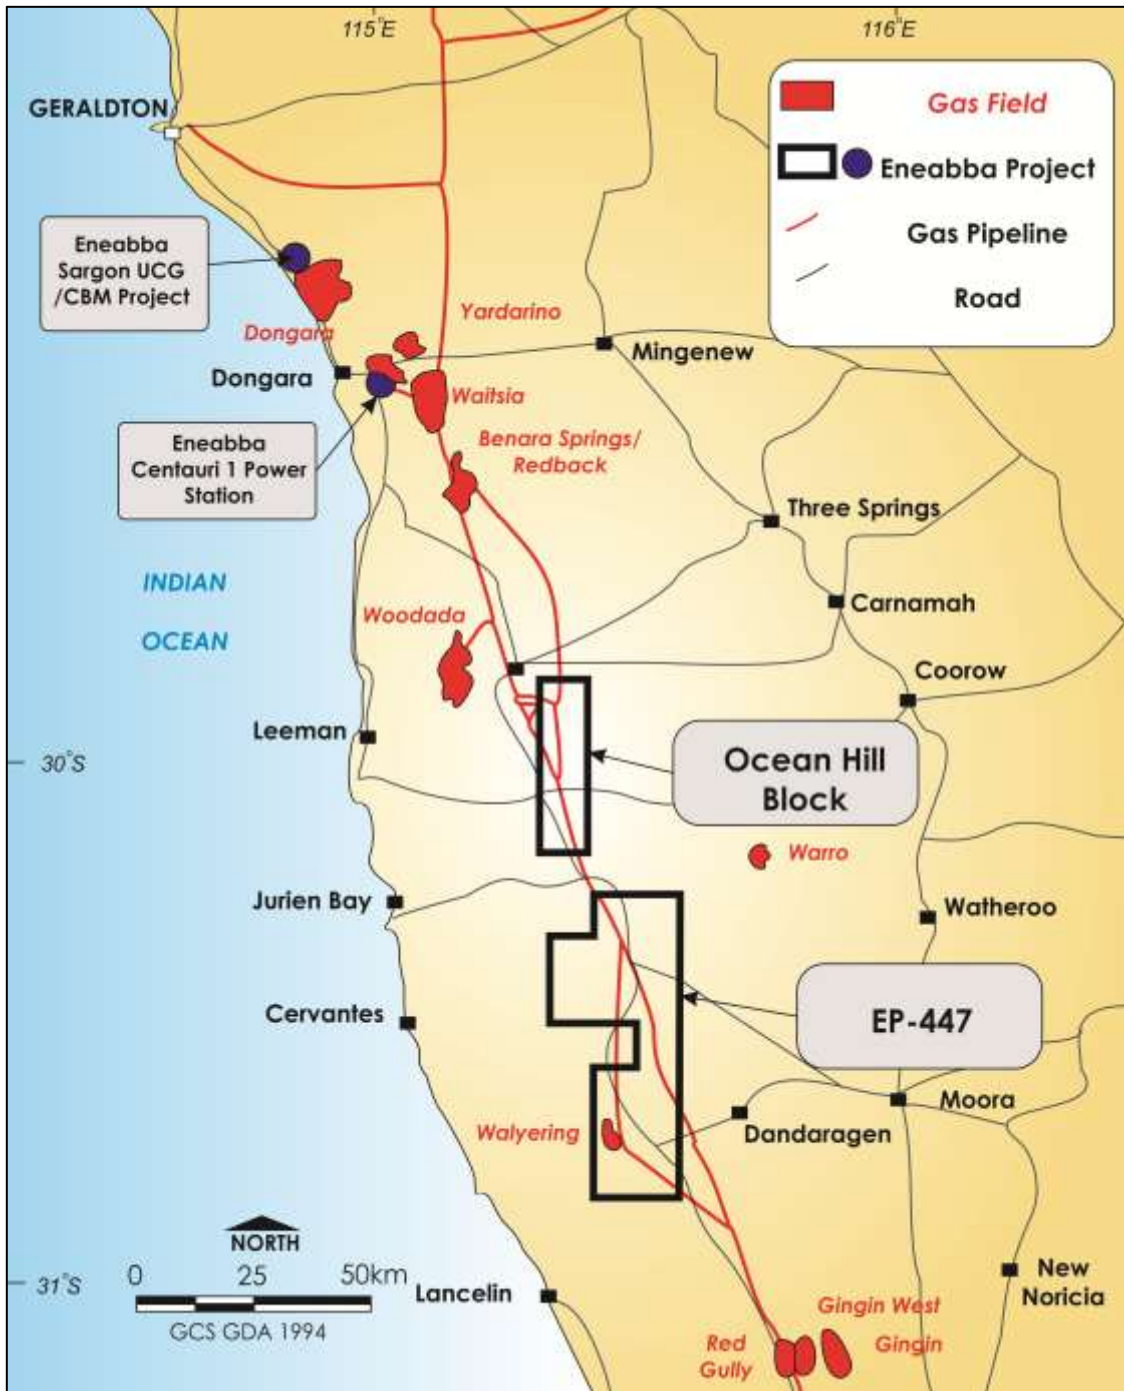 115°E
116°E
GERALDTON
Gas Field
Eneabba Project
Gas Pipeline
Road
Eneabba
Sargon UCG
/CBM Project
Yardarino
Dongara
Mingenew
Dongara
Waitsia
Benara Springs/
Redback
Eneabba
Centauri 1 Power
Station
Three Springs
INDIAN
OCEAN
Woodada
Carnamah
Coorow
Leeman
30°S
Ocean Hill
Block
Warro
Jurien Bay
Watheroo
Cervantes
EP-447
Moora
Walyering
Dandaragen
NORTH
0 25 50km
GCS GDA 1994
31°S
Lancelin
New
Noricia
Gingin West
Gingin
Red
Gully